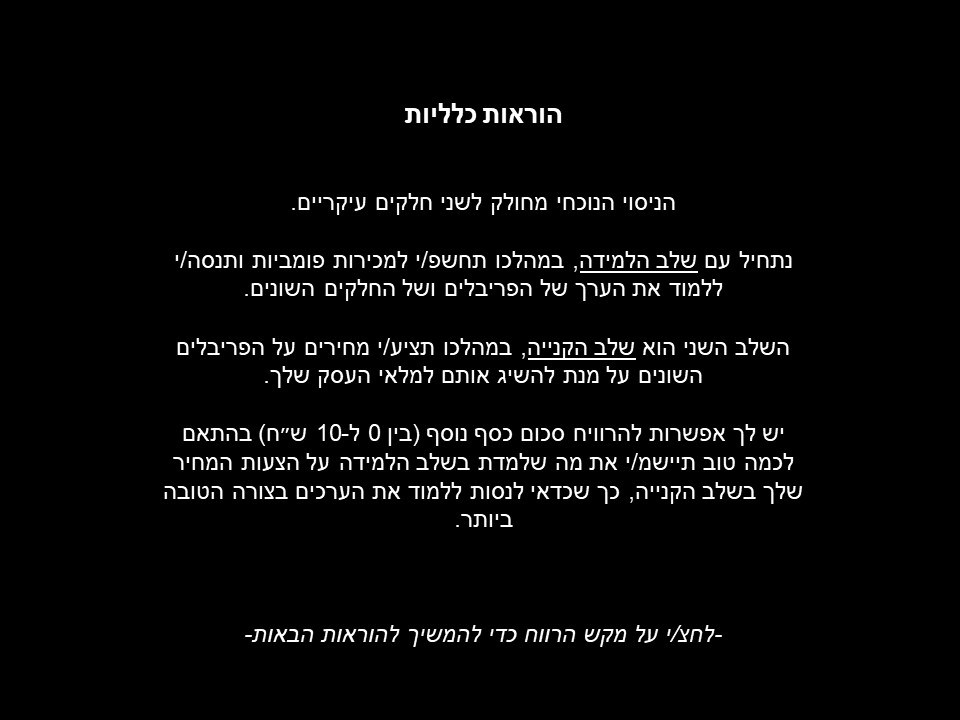 הוראות כלליות
הניסוי הנוכחי מחולק לשני חלקים עיקריים.
נתחיל עם שלב הלמידה, במהלכו תחשפ/י למכירות פומביות ותנסה/י
ללמוד את הערך של הפריבלים ושל החלקים השונים.
השלב השני הוא שלב הקנייה, במהלכו תציע/י מחירים על הפריבלים
השונים על מנת להשיג אותם למלאי העסק שלך.
יש לך אפשרות להרוויח סכום כסף נוסף (בין 0 ל-10 ש״ח) בהתאם
לכמה טוב תיישמ/י את מה שלמדת בשלב הלמידה על הצעות המחיר
שלך בשלב הקנייה, כך שכדאי לנסות ללמוד את הערכים בצורה הטובה
ביותר.
-לחצ/י על מקש הרווח כדי להמשיך להוראות הבאות-